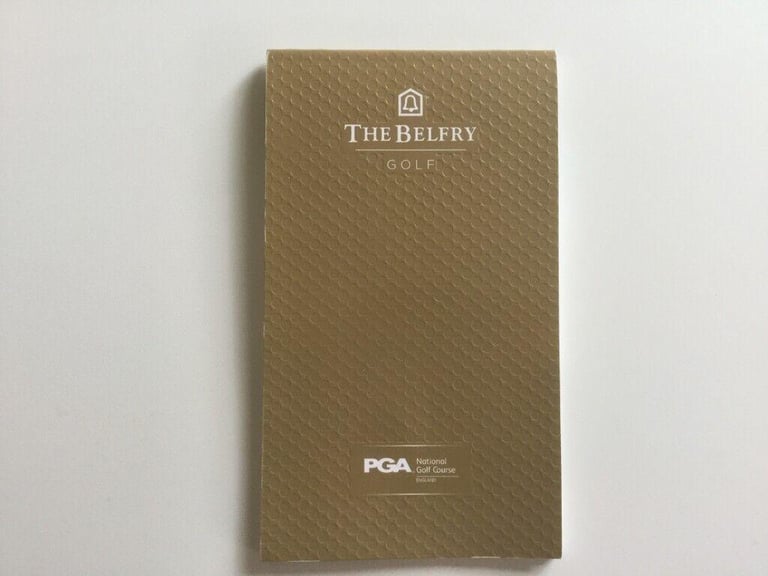 THE BELFRY
GOLF
PGA National
Golf Course
ENGLAND